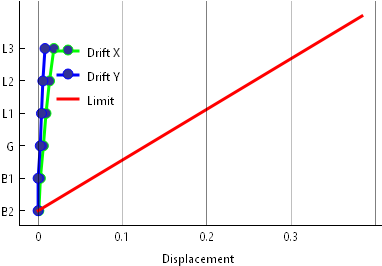 L3
L2
L1
G
B1
B2
Drift X
Drift Y
Limit
0 0.1 0.2 0.3
Displacement